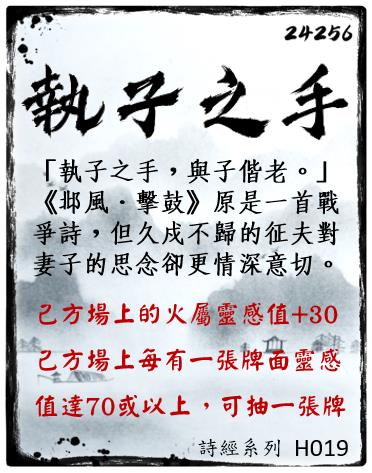 24256
執子之手
「執子之手，與子偕老。」
《邶風．擊鼓》原是一首戰
爭詩，但久戍不歸的征夫對
妻子的思念卻更情深意切。
己方場上的火屬靈感值+30
己方場上每有一張牌面靈感
值達70或以上，可抽一張牌
詩經系列 H019